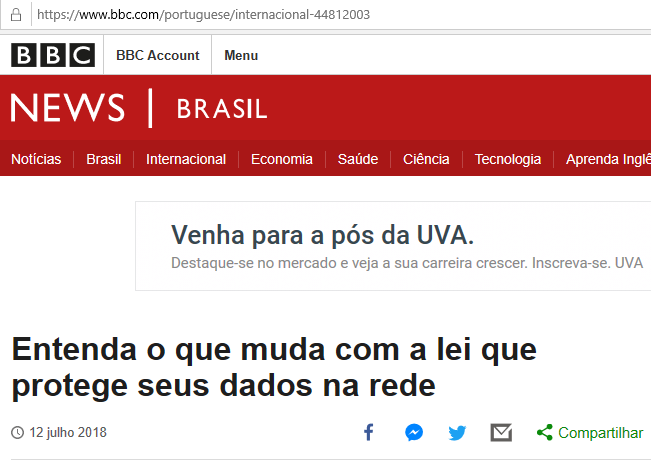 https://www.bbc.com/portuguese/internacional-44812003
BBC BBC Account Menu
NEWS BRASIL
Notícias Brasil Internacional Economia Saúde Ciência Tecnologia Aprenda Inglê
Venha para a pós da UVA.
Destaque-se no mercado e veja a sua carreira crescer. Inscreva-se. UVA
Entenda o que muda com a lei que
protege seus dados na rede
12 julho 2018 Compartilhar